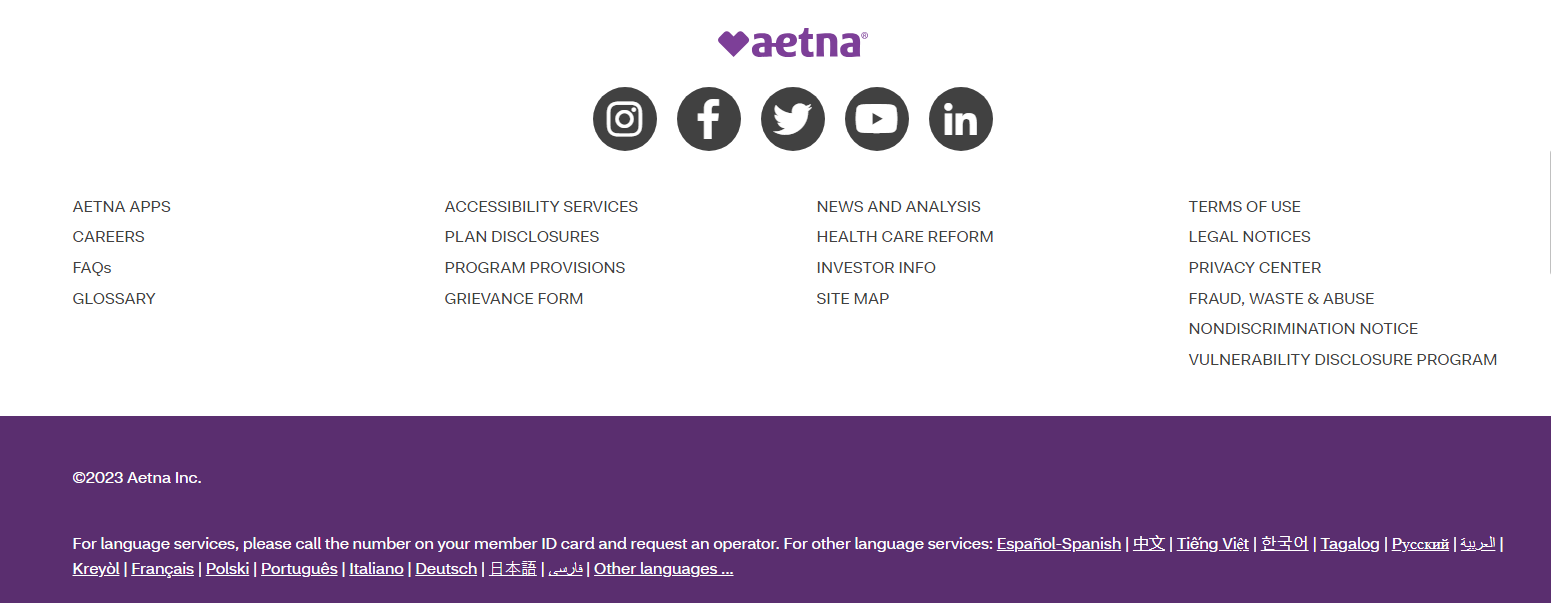 aetna®
AETNA APPS
CAREERS
FAQs
GLOSSARY
ACCESSIBILITY SERVICES
PLAN DISCLOSURES
PROGRAM PROVISIONS
GRIEVANCE FORM
NEWS AND ANALYSIS
HEALTH CARE REFORM
INVESTOR INFO
SITE MAP
TERMS OF USE
LEGAL NOTICES
PRIVACY CENTER
FRAUD, WASTE & ABUSE
NONDISCRIMINATION NOTICE
VULNERABILITY DISCLOSURE PROGRAM
©2023 Aetna Inc.
For language services, please call the number on your member ID card and request an operator. For other language services: Español-Spanish | 中文 | Tiếng Việt | 한국어 | Tagalog | Pусский | العربية |
Kreyòl | Français | Polski | Português | Italiano | Deutsch | 日本語 | فارسی | Other languages ...